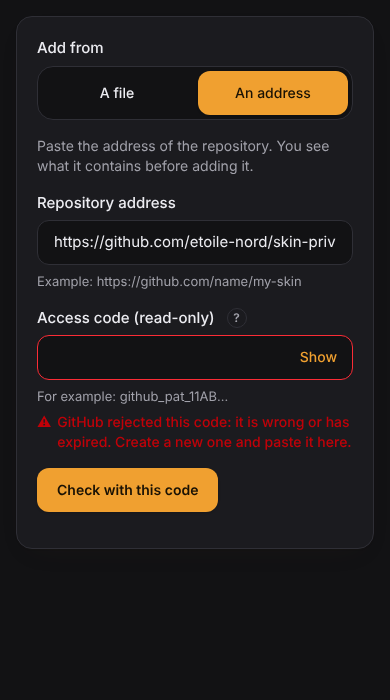 Add from
A file
An address
Paste the address of the repository. You see
what it contains before adding it.
Repository address
https://github.com/etoile-nord/skin-priv
Example: https://github.com/name/my-skin
Access code (read-only) ?
Show
For example: github_pat_11AB...
GitHub rejected this code: it is wrong or has
expired. Create a new one and paste it here.
Check with this code